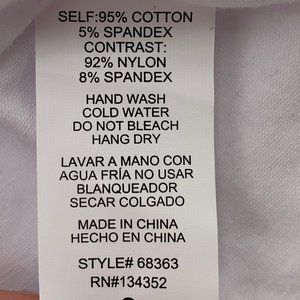 SELF:95% COTTON
5% SPANDEX
CONTRAST:
92% NYLON
8% SPANDEX
HAND WASH
COLD WATER
DO NOT BLEACH
HANG DRY
LAVAR A MANO CON
AGUA FRÍA NO USAR
BLANQUEADOR
SECAR COLGADO
MADE IN CHINA
HECHO EN CHINA
STYLE# 68363
RN#134352